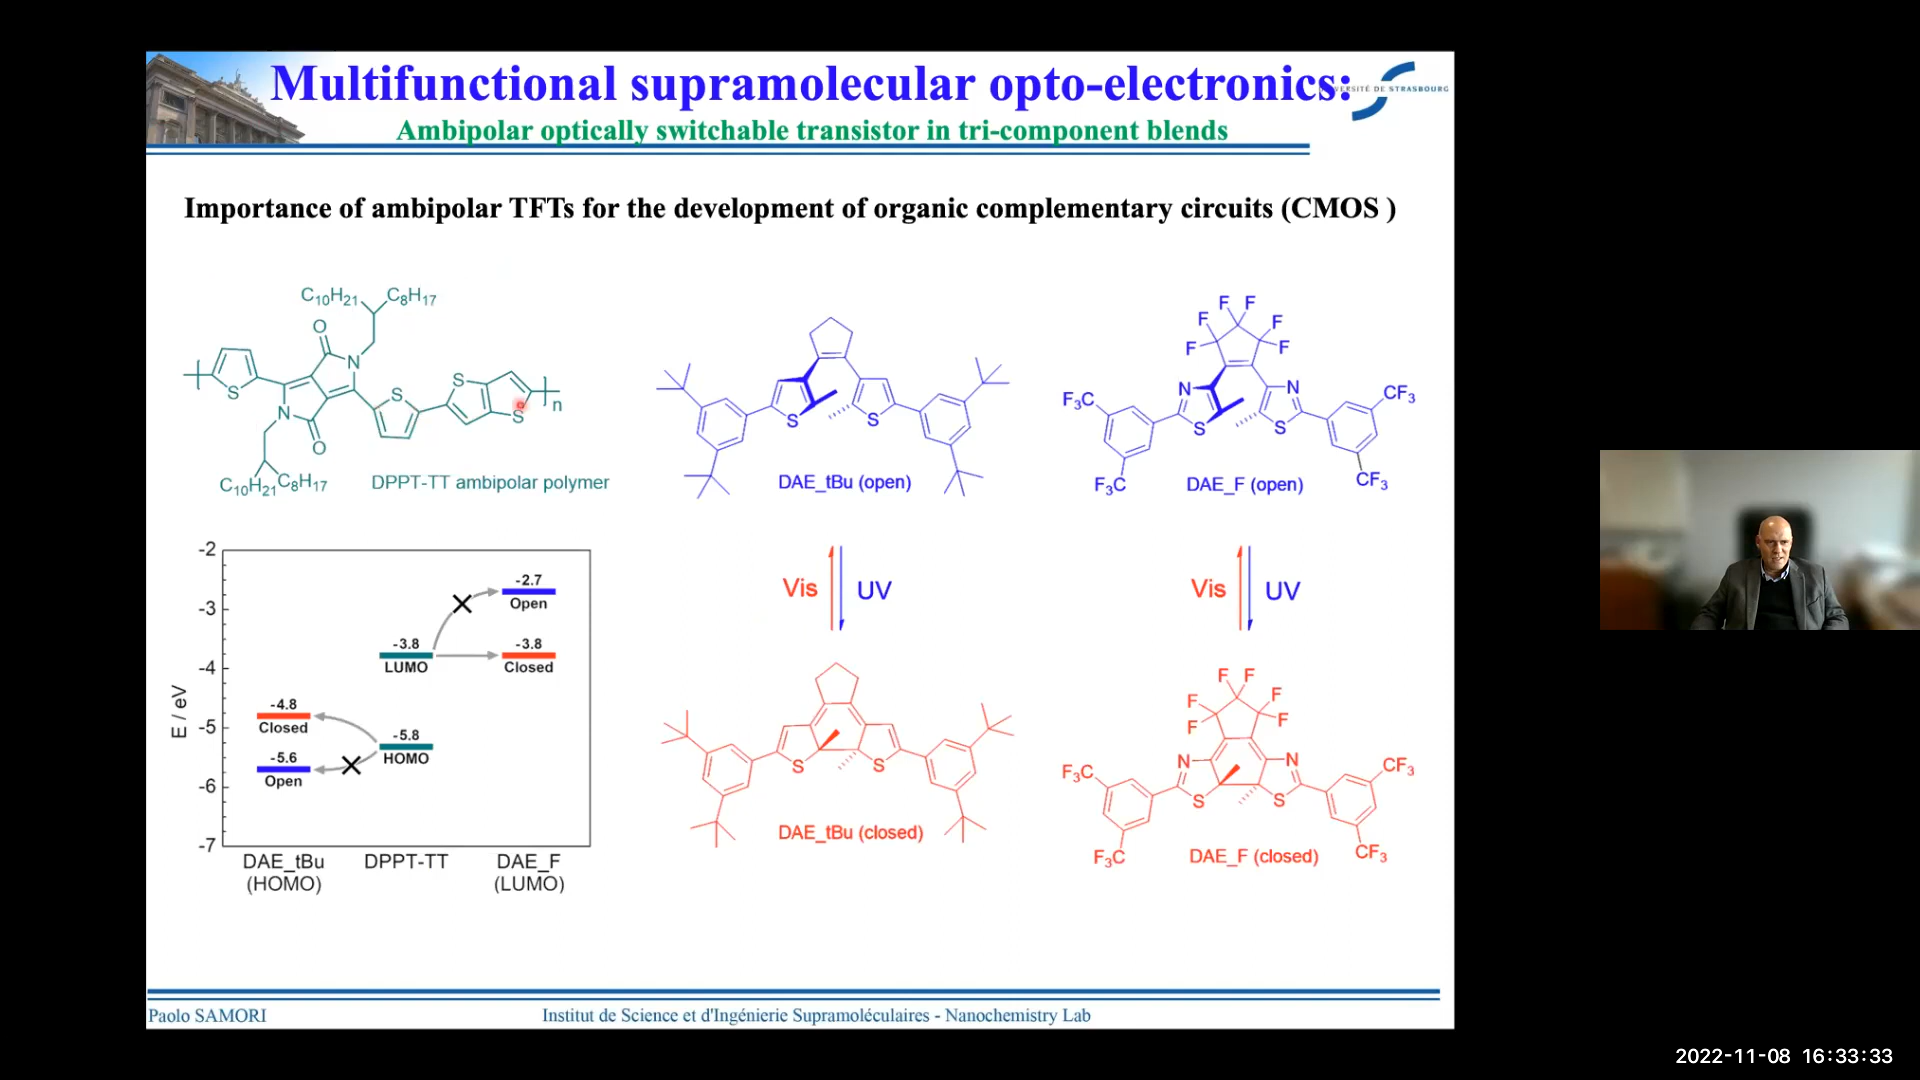 Multifunctional supramolecular opto-electronics:
VERSITÉ DE STRASBOURG
Ambipolar optically switchable transistor in tri-component blends
Importance of ambipolar TFTs for the development of organic complementary circuits (CMOS )
C10H21 C8H17
O
S
N
S
S
S
n
N
O
C10H21 C8H17
DPPT-TT ambipolar polymer
S
S
DAE_tBu (open)
F F
F F
F F
N N
F3C CF3
S S
F3C CF3
DAE_F (open)
E / eV
-2
-3
-4
-5
-6
-7
-2.7
Open
-3.8
LUMO
-3.8
Closed
-4.8
Closed
-5.8
HOMO
-5.6
Open
DAE_tBu
(HOMO)
DPPT-TT
DAE_F
(LUMO)
Vis UV
Vis UV
S S
DAE_tBu (closed)
F F
F F
F F
N N
F3C CF3
S S
F3C CF3
DAE_F (closed)
Paolo SAMORI
Institut de Science et d'Ingénierie Supramoléculaires - Nanochemistry Lab
2022-11-08 16:33:33